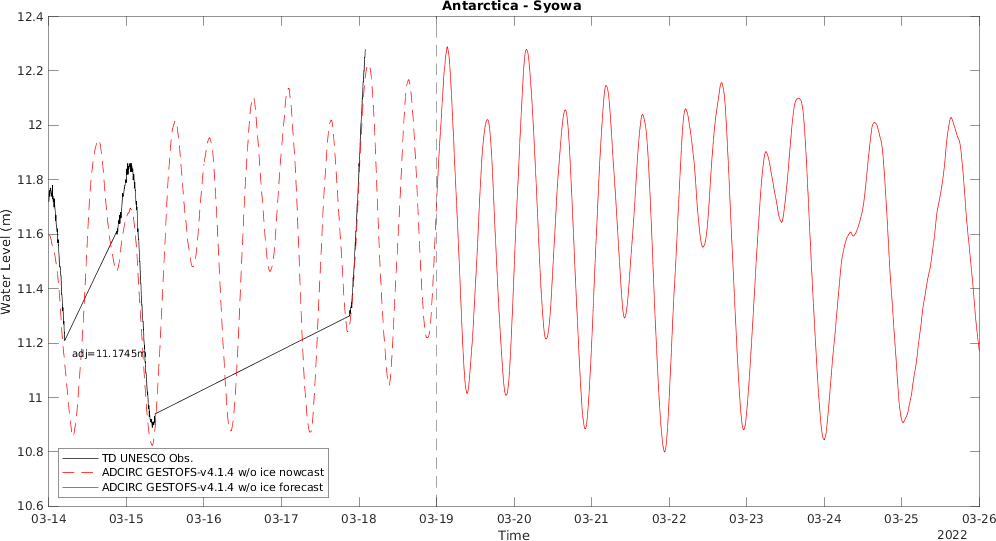 Antarctica - Syowa
12.4
12.2
12
11.8
11.6
11.4
11.2
11
10.8
10.6
Water Level (m)
adj=11.1745m
TD UNESCO Obs.
ADCIRC GESTOFS-v4.1.4 w/o ice nowcast
ADCIRC GESTOFS-v4.1.4 w/o ice forecast
03-14 03-15 03-16 03-17 03-18 03-19 03-20 03-21 03-22 03-23 03-24 03-25 03-26
Time
2022